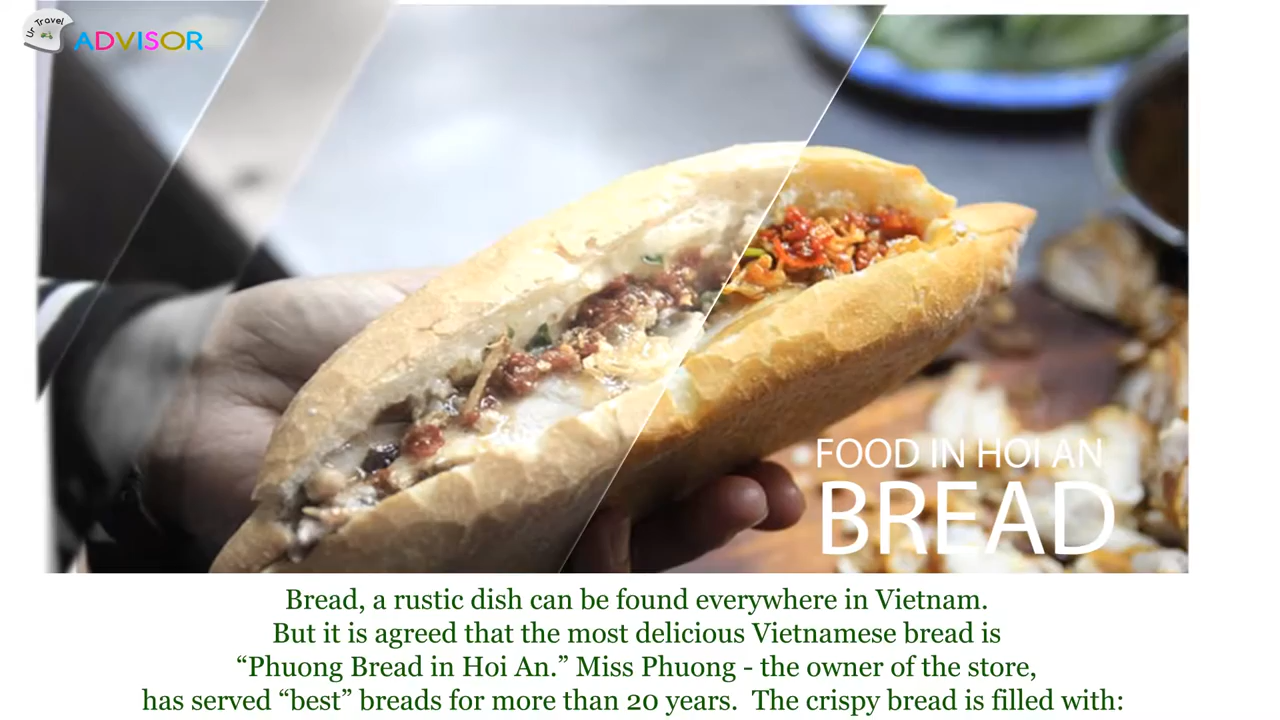 Ur Travel
ADVISOR
FOOD IN HOI AN
BREAD
Bread, a rustic dish can be found everywhere in Vietnam.
But it is agreed that the most delicious Vietnamese bread is
“Phuong Bread in Hoi An.” Miss Phuong - the owner of the store,
has served “best” breads for more than 20 years.  The crispy bread is filled with: